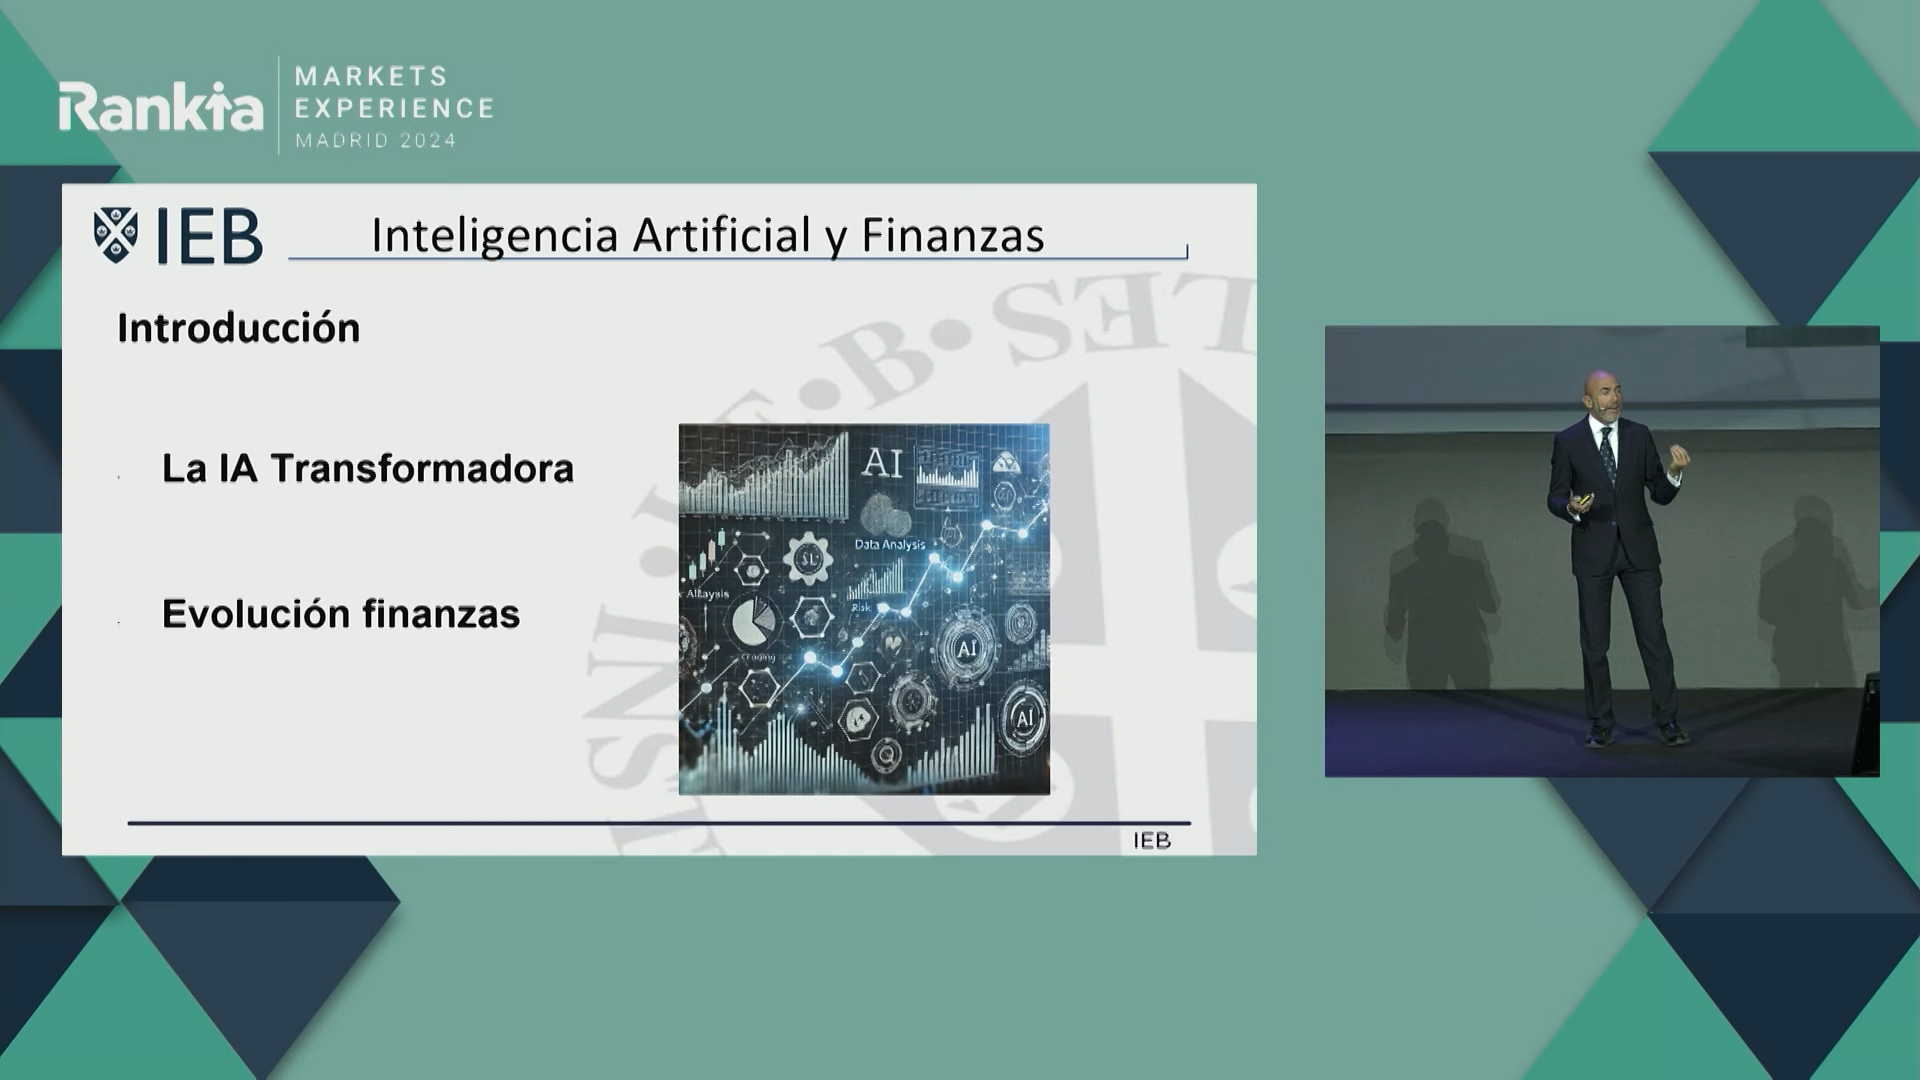 Rankia
MARKETS
EXPERIENCE
MADRID 2024
IEB
Inteligencia Artificial y Finanzas
Introducción
La IA Transformadora
Evolución finanzas
AI
Data Analysis
Allaysis
Risk
AI
AI
IEB